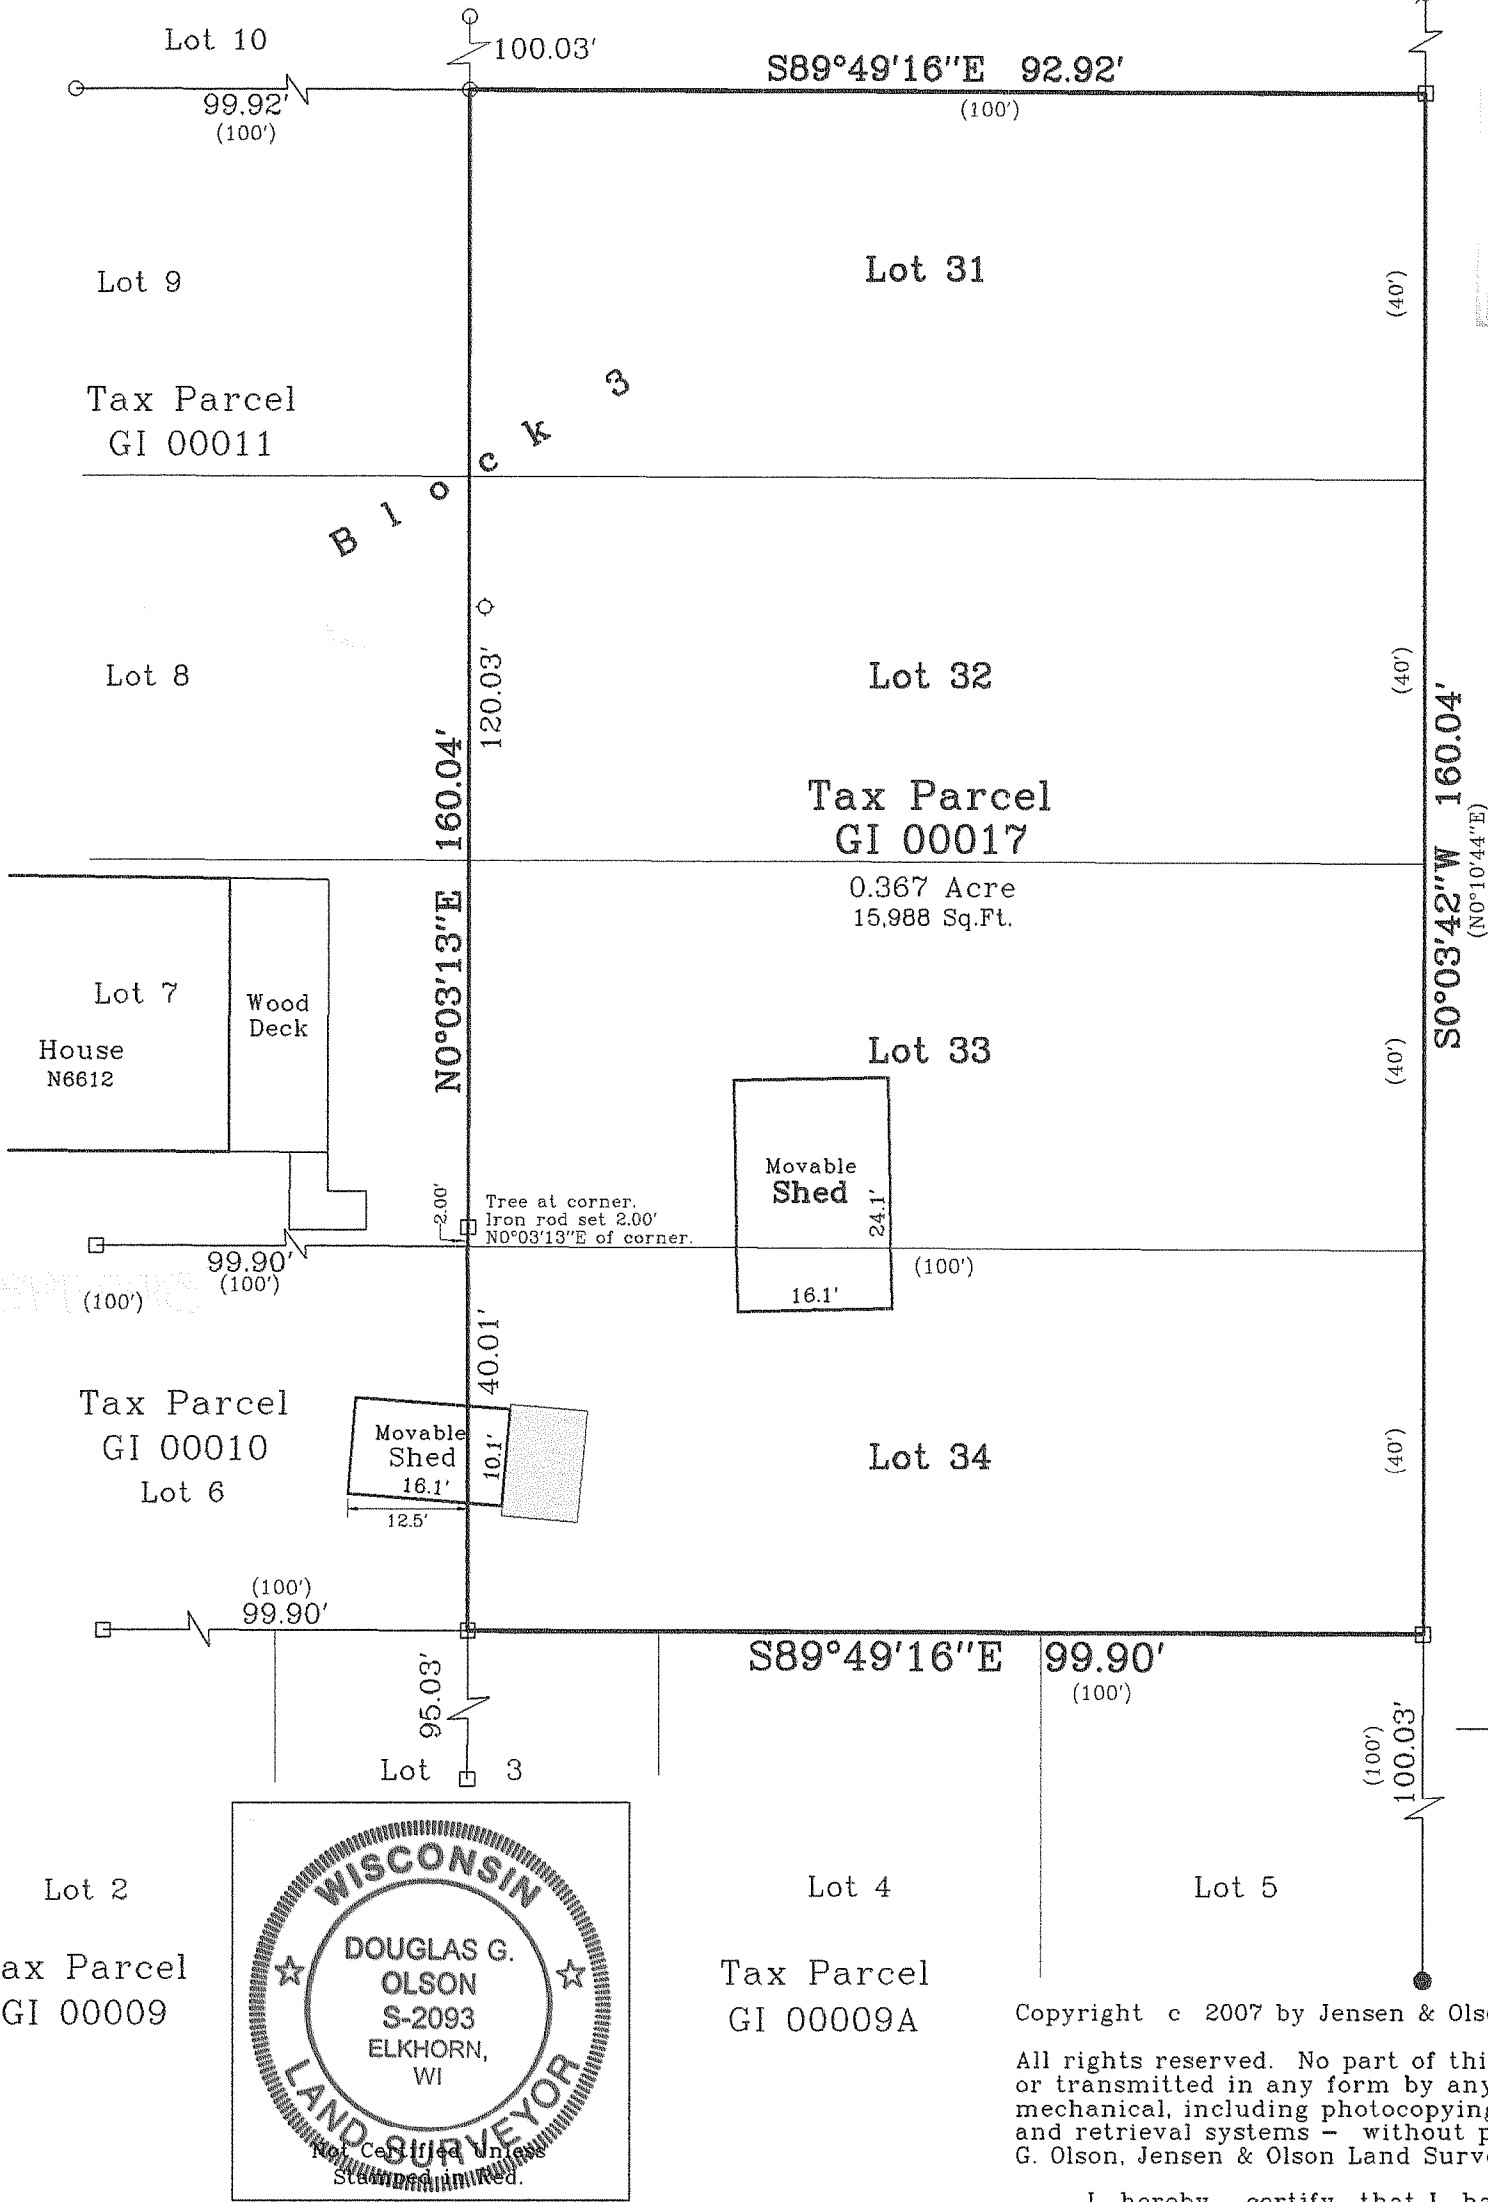 Lot 10
100.03'
S89°49'16"E 92.92'
(100')
99.92'
(100')
Lot 9
Lot 31
(40')
Tax Parcel
GI 00011
Block 3
Lot 8
120.03'
Lot 32
(40')
N0°03'13"E 160.04'
Tax Parcel
GI 00017
0.367 Acre
15,988 Sq.Ft.
S0°03'42"W 160.04'
(N0°10'44"E)
Lot 7
House
N6612
Wood
Deck
Lot 33
(40')
Movable
Shed
24.1'
16.1'
2.00'
Tree at corner.
Iron rod set 2.00'
N0°03'13"E of corner.
99.90'
(100')
(100')
(100')
40.01'
Tax Parcel
GI 00010
Lot 6
Movable
Shed
16.1'
10.1'
12.5'
Lot 34
(40')
(100')
99.90'
S89°49'16"E 99.90'
(100')
95.03'
Lot 3
(100')
100.03'
Lot 2
ax Parcel
GI 00009
WISCONSIN
DOUGLAS G.
OLSON
S-2093
ELKHORN,
WI
LAND SURVEYOR
Not Certified Unless
Stamped in Red.
Lot 4
Lot 5
Tax Parcel
GI 00009A
Copyright c 2007 by Jensen & Ols
All rights reserved. No part of thi
or transmitted in any form by any
mechanical, including photocopying
and retrieval systems – without p
G. Olson, Jensen & Olson Land Surv
I hereby certify that I ha